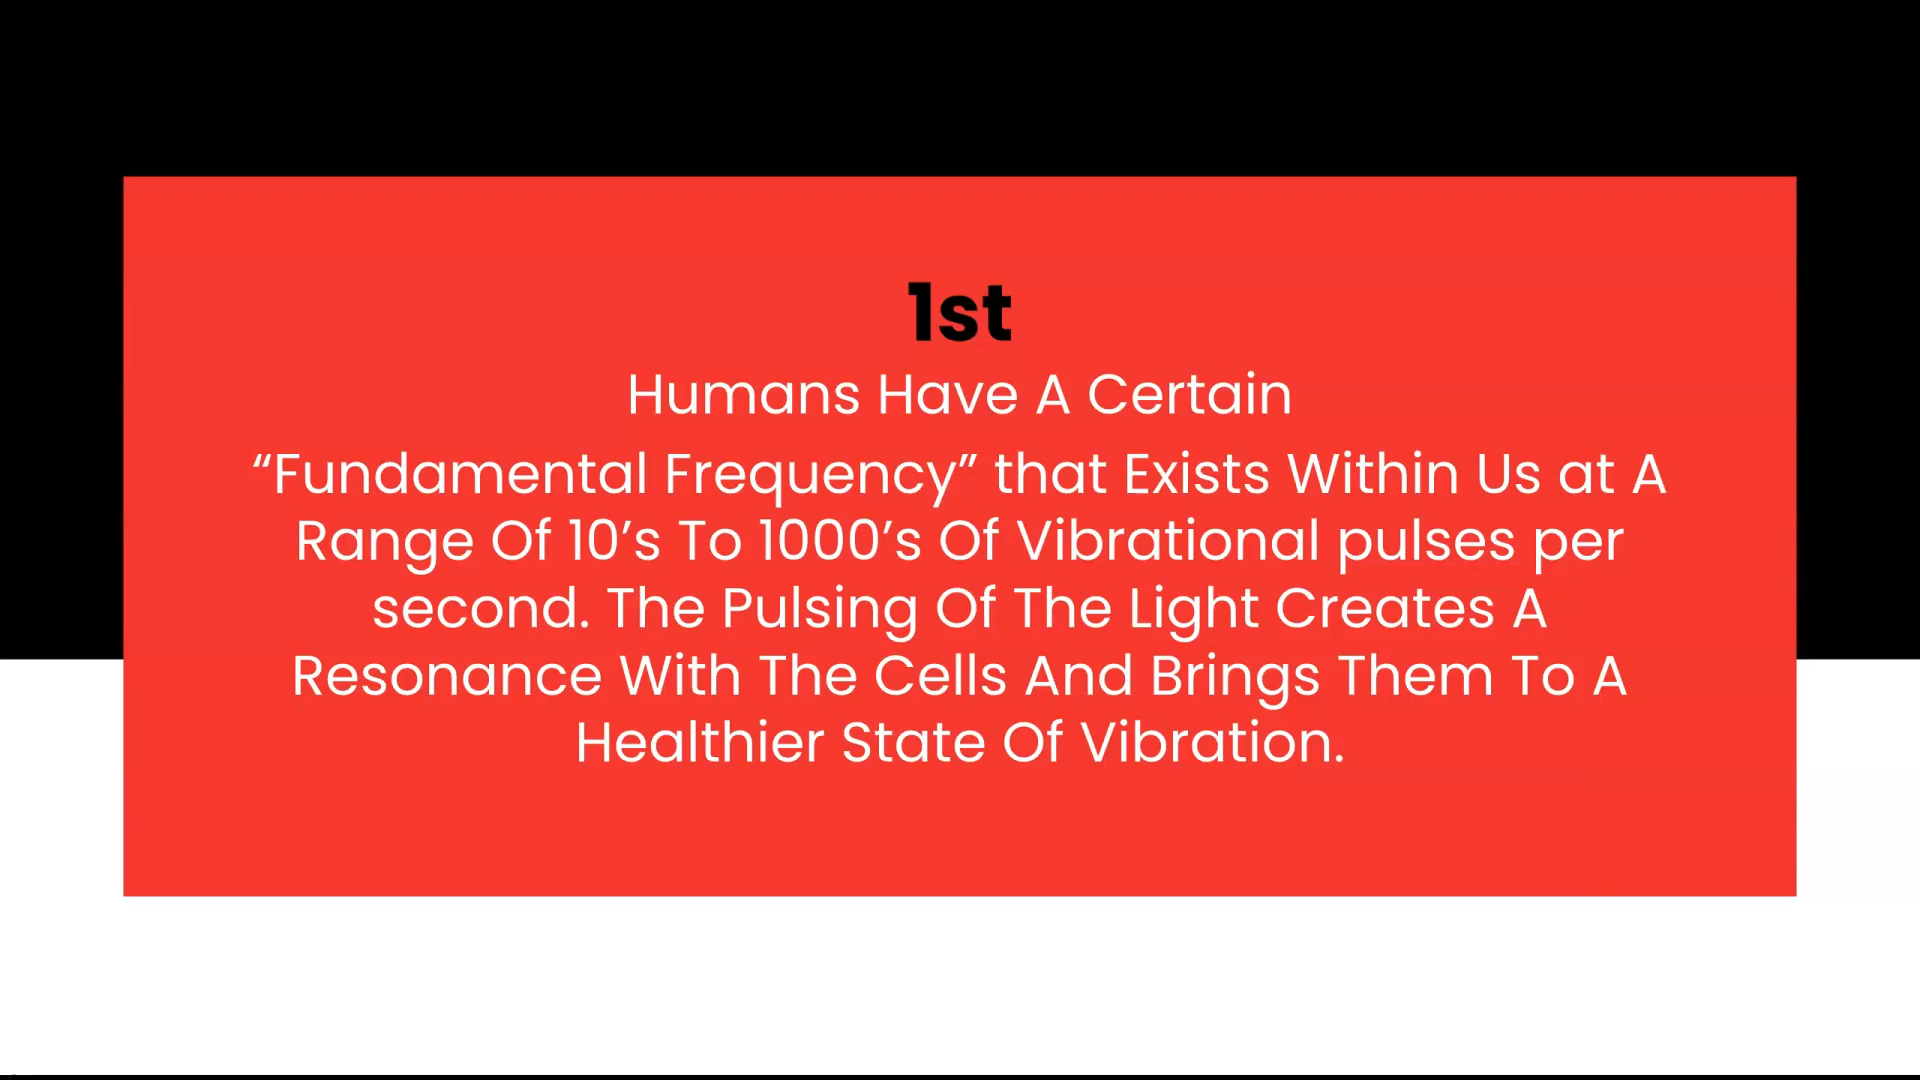 1st
Humans Have A Certain
“Fundamental Frequency” that Exists Within Us at A
Range Of 10’s To 1000’s Of Vibrational pulses per
second. The Pulsing Of The Light Creates A
Resonance With The Cells And Brings Them To A
Healthier State Of Vibration.